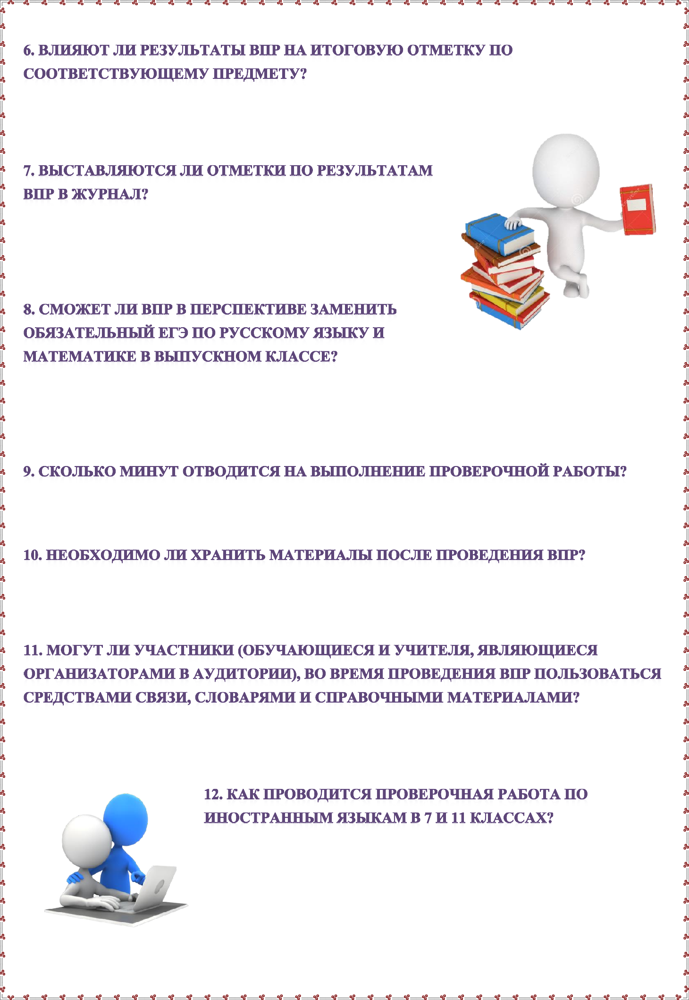 6. ВЛИЯЮТ ЛИ РЕЗУЛЬТАТЫ ВПР НА ИТОГОВУЮ ОТМЕТКУ ПО
СООТВЕТСТВУЮЩЕМУ ПРЕДМЕТУ?
7. ВЫСТАВЛЯЮТСЯ ЛИ ОТМЕТКИ ПО РЕЗУЛЬТАТАМ
ВПР В ЖУРНАЛ?
8. СМОЖЕТ ЛИ ВПР В ПЕРСПЕКТИВЕ ЗАМЕНИТЬ
ОБЯЗАТЕЛЬНЫЙ ЕГЭ ПО РУССКОМУ ЯЗЫКУ И
МАТЕМАТИКЕ В ВЫПУСКНОМ КЛАССЕ?
9. СКОЛЬКО МИНУТ ОТВОДИТСЯ НА ВЫПОЛНЕНИЕ ПРОВЕРОЧНОЙ РАБОТЫ?
10. НЕОБХОДИМО ЛИ ХРАНИТЬ МАТЕРИАЛЫ ПОСЛЕ ПРОВЕДЕНИЯ ВПР?
11. МОГУТ ЛИ УЧАСТНИКИ (ОБУЧАЮЩИЕСЯ И УЧИТЕЛЯ, ЯВЛЯЮЩИЕСЯ
ОРГАНИЗАТОРАМИ В АУДИТОРИИ), ВО ВРЕМЯ ПРОВЕДЕНИЯ ВПР ПОЛЬЗОВАТЬСЯ
СРЕДСТВАМИ СВЯЗИ, СЛОВАРЯМИ И СПРАВОЧНЫМИ МАТЕРИАЛАМИ?
12. КАК ПРОВОДИТСЯ ПРОВЕРОЧНАЯ РАБОТА ПО
ИНОСТРАННЫМ ЯЗЫКАМ В 7 И 11 КЛАССАХ?